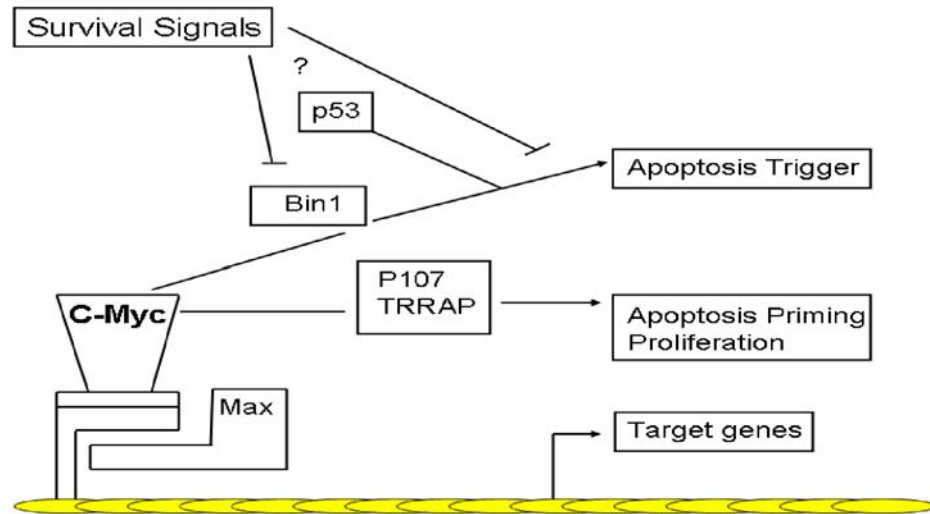 Survival Signals
?
p53
Apoptosis Trigger
Bin1
P107
TRRAP
C-Myc
Apoptosis Priming
Proliferation
Max
Target genes